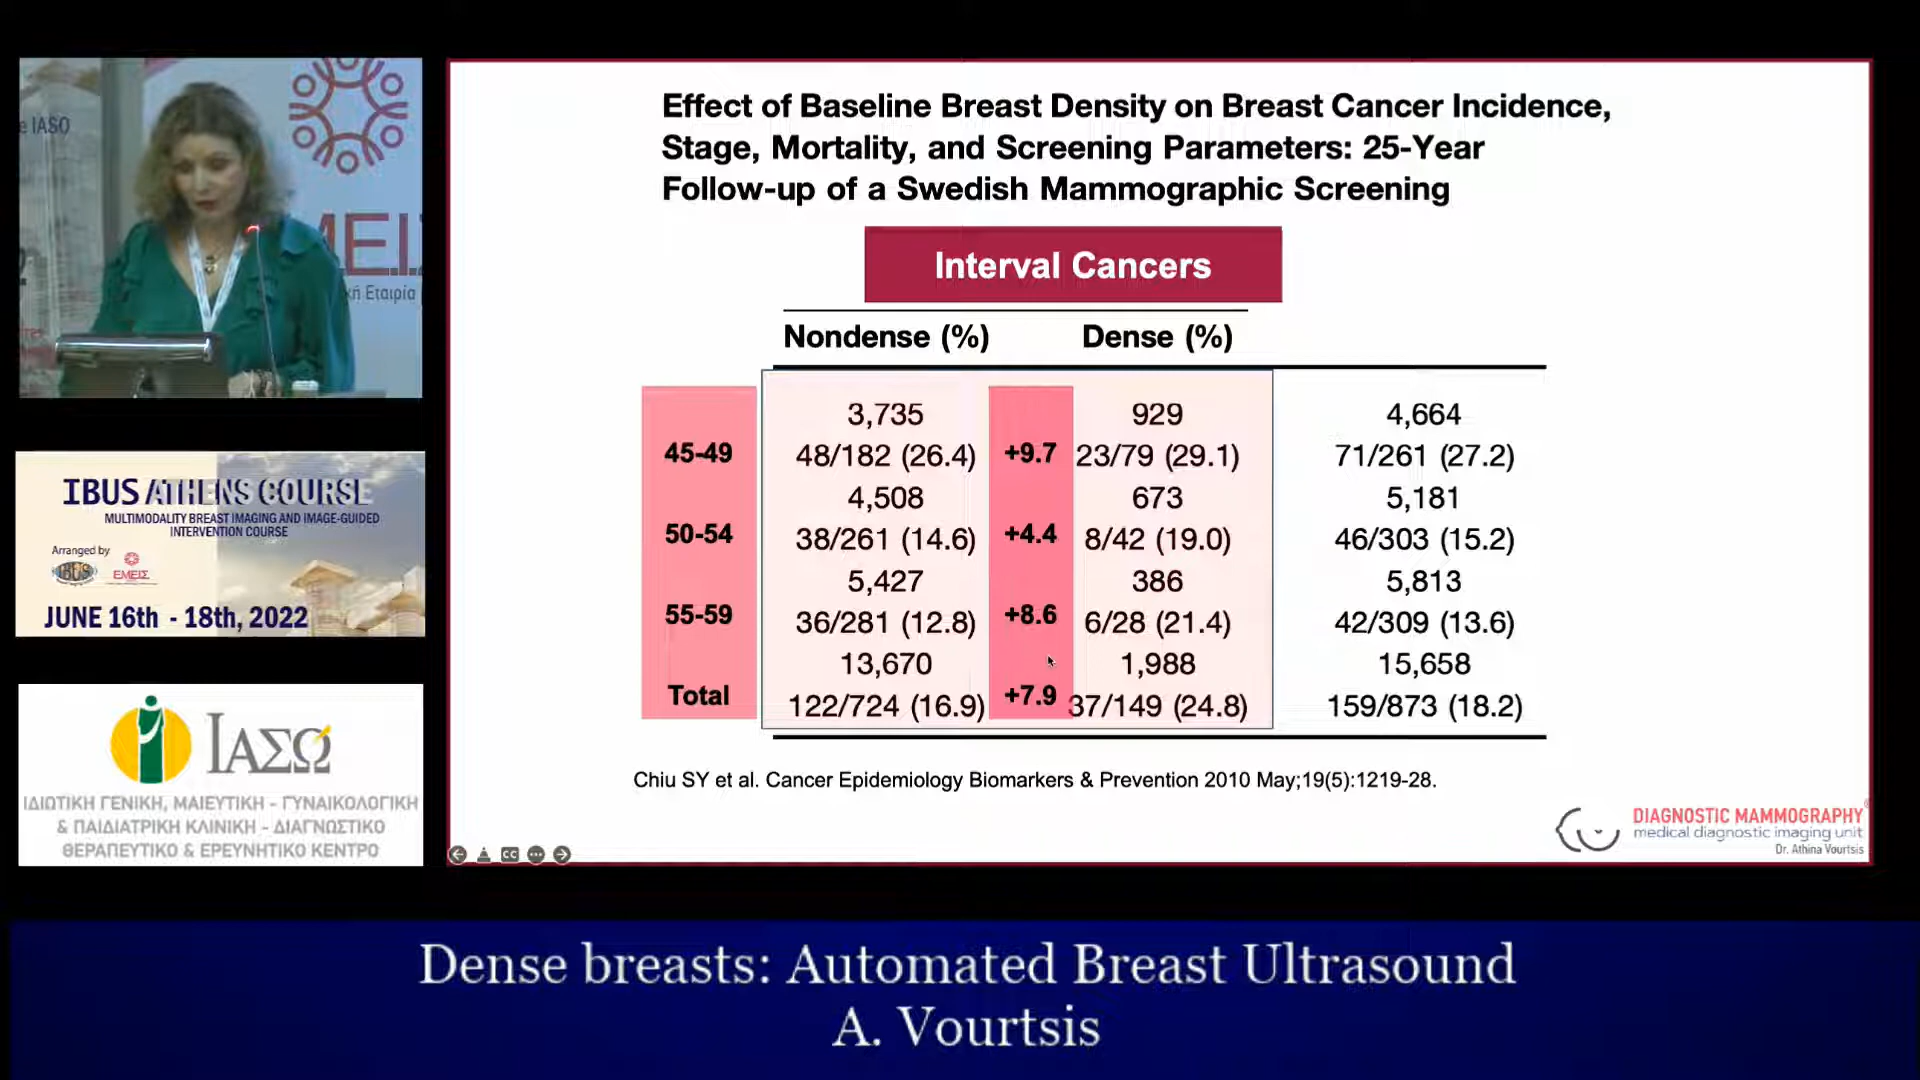 e IASO
ΜΕΙΣ
κή Εταιρία
IBUS ATHENS COURSE
MULTIMODALITY BREAST IMAGING AND IMAGE-GUIDED
INTERVENTION COURSE
Arranged by
IBUS
ΕΜΕΙΣ
JUNE 16th - 18th, 2022
ΙΑΣΩ
ΙΔΙΩΤΙΚΗ ΓΕΝΙΚΗ, ΜΑΙΕΥΤΙΚΗ - ΓΥΝΑΙΚΟΛΟΓΙΚΗ
& ΠΑΙΔΙΑΤΡΙΚΗ ΚΛΙΝΙΚΗ - ΔΙΑΓΝΩΣΤΙΚΟ
ΘΕΡΑΠΕΥΤΙΚΟ & ΕΡΕΥΝΗΤΙΚΟ ΚΕΝΤΡΟ
Effect of Baseline Breast Density on Breast Cancer Incidence,
Stage, Mortality, and Screening Parameters: 25-Year
Follow-up of a Swedish Mammographic Screening
Interval Cancers
Nondense (%) Dense (%)
3,735 929 4,664
45-49 48/182 (26.4) +9.7 23/79 (29.1) 71/261 (27.2)
4,508 673 5,181
50-54 38/261 (14.6) +4.4 8/42 (19.0) 46/303 (15.2)
5,427 386 5,813
55-59 36/281 (12.8) +8.6 6/28 (21.4) 42/309 (13.6)
13,670 1,988 15,658
Total 122/724 (16.9) +7.9 37/149 (24.8) 159/873 (18.2)
Chiu SY et al. Cancer Epidemiology Biomarkers & Prevention 2010 May;19(5):1219-28.
DIAGNOSTIC MAMMOGRAPHY
medical diagnostic imaging unit
Dr. Athina Vourtsis
CC
Dense breasts: Automated Breast Ultrasound
A. Vourtsis